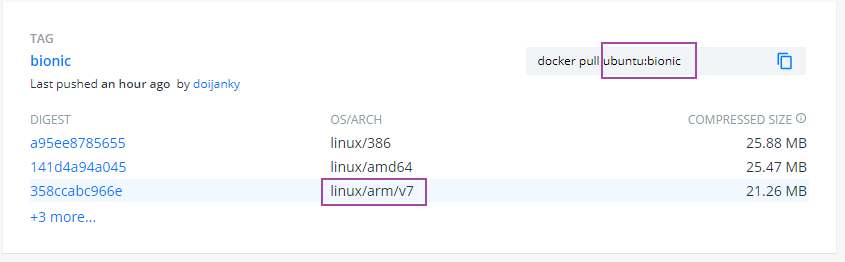 TAG
bionic
docker pull ubuntu:bionic
Last pushed an hour ago by doijanky
DIGEST OS/ARCH COMPRESSED SIZE
a95ee8785655 linux/386 25.88 MB
141d4a94a045 linux/amd64 25.47 MB
358ccabc966e linux/arm/v7 21.26 MB
+3 more...